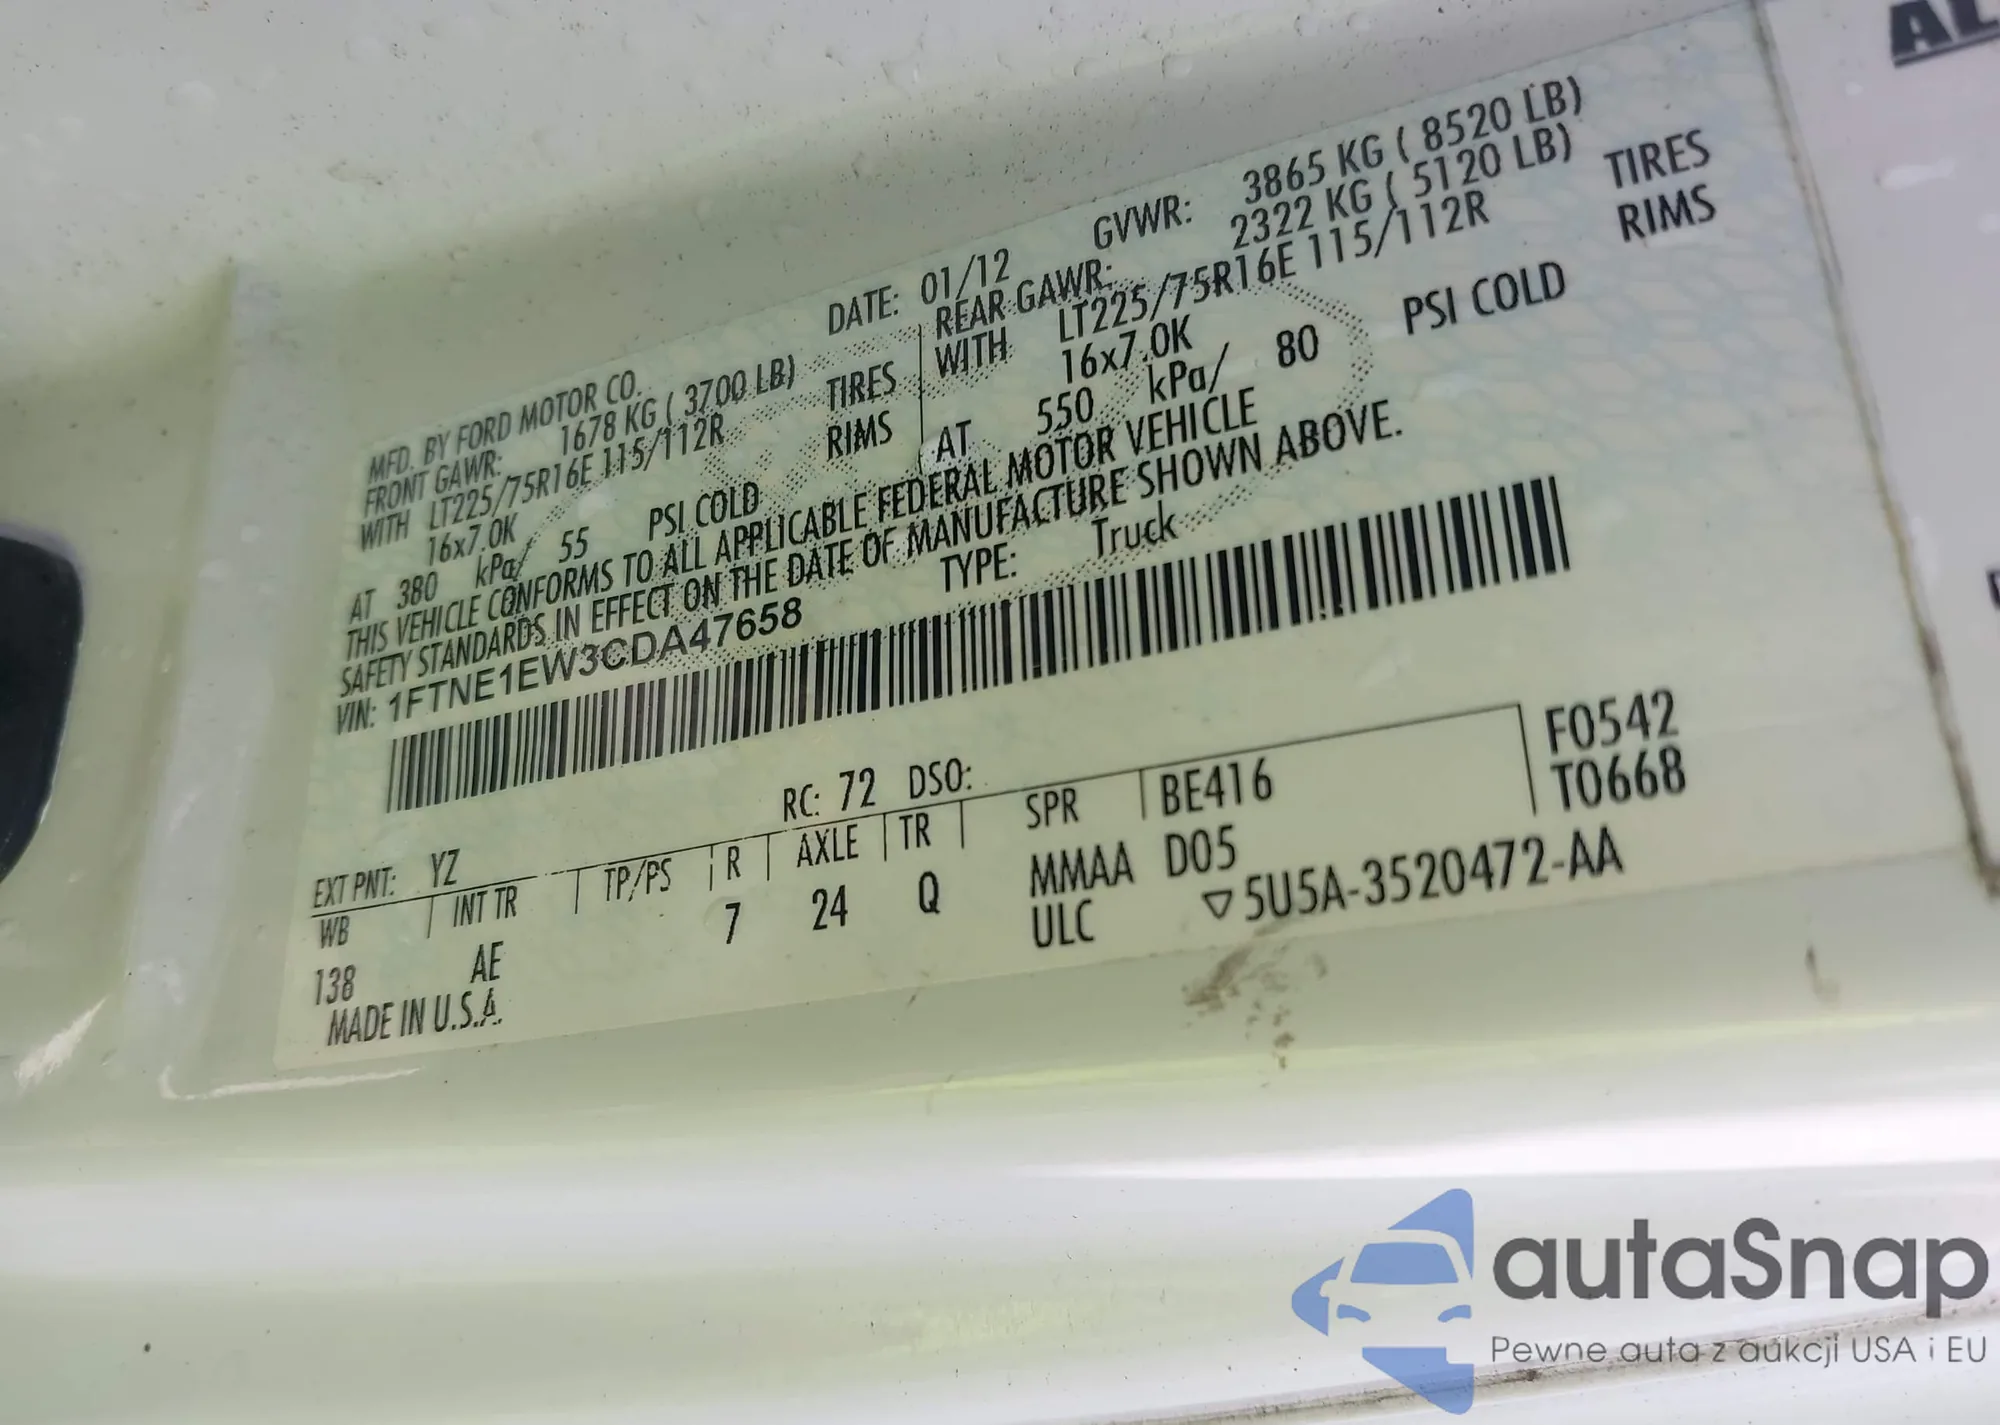 MFD. BY FORD MOTOR CO. DATE: 01/12 GVWR: 3865 KG ( 8520 LB)
FRONT GAWR: 1678 KG ( 3700 LB) REAR GAWR: 2322 KG ( 5120 LB)
WITH LT225/75R16E 115/112R TIRES WITH LT225/75R16E 115/112R TIRES
16x7.0K RIMS 16x7.0K RIMS
AT 380 kPa/ 55 PSI COLD AT 550 kPa/ 80 PSI COLD
THIS VEHICLE CONFORMS TO ALL APPLICABLE FEDERAL MOTOR VEHICLE
SAFETY STANDARDS IN EFFECT ON THE DATE OF MANUFACTURE SHOWN ABOVE.
VIN: 1FTNE1EW3CDA47658 TYPE: Truck
EXT PNT: YZ RC: 72 DSO: F0542
WB INT TR TP/PS R AXLE TR SPR BE416 T0668
138 AE 7 24 Q MMAA D05
MADE IN U.S.A. ULC ▽5U5A-3520472-AA
autaSnap
Pewne auta z aukcji USA i EU